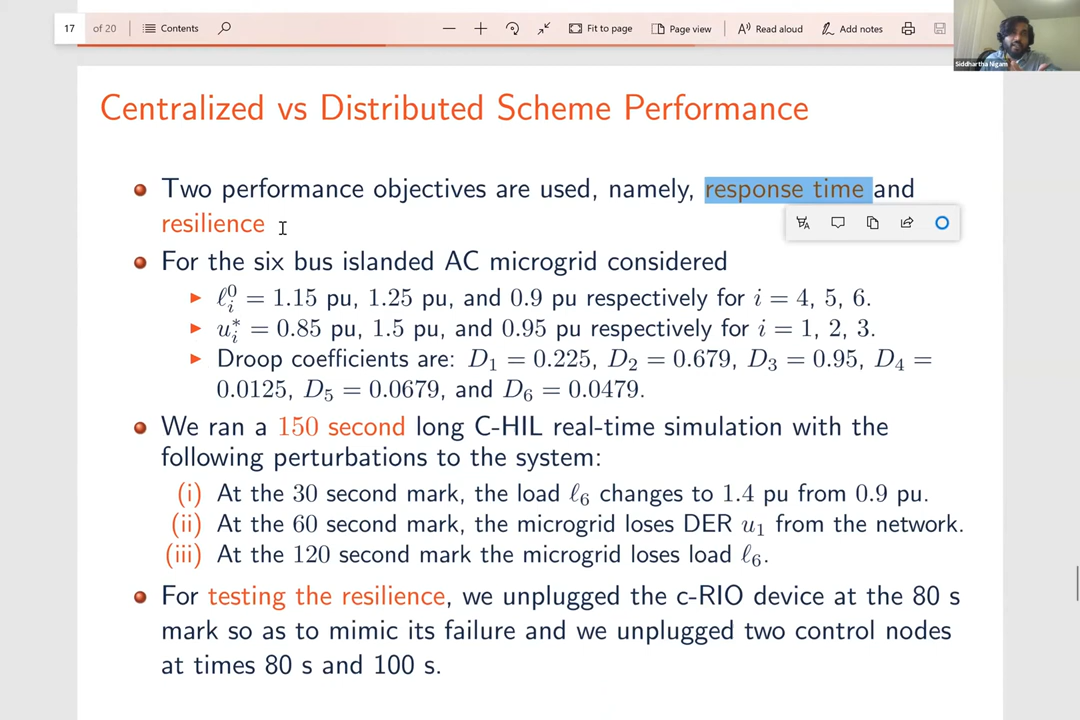 17 of 20 Contents Fit to page Page view Read aloud Add notes
Siddhartha Nigam
Centralized vs Distributed Scheme Performance
Two performance objectives are used, namely, response time and
resilience
For the six bus islanded AC microgrid considered
ℓ_i^0 = 1.15 pu, 1.25 pu, and 0.9 pu respectively for i = 4, 5, 6.
u_i^* = 0.85 pu, 1.5 pu, and 0.95 pu respectively for i = 1, 2, 3.
Droop coefficients are: D₁ = 0.225, D₂ = 0.679, D₃ = 0.95, D₄ =
0.0125, D₅ = 0.0679, and D₆ = 0.0479.
We ran a 150 second long C-HIL real-time simulation with the
following perturbations to the system:
(i) At the 30 second mark, the load ℓ₆ changes to 1.4 pu from 0.9 pu.
(ii) At the 60 second mark, the microgrid loses DER u₁ from the network.
(iii) At the 120 second mark the microgrid loses load ℓ₆.
For testing the resilience, we unplugged the c-RIO device at the 80 s
mark so as to mimic its failure and we unplugged two control nodes
at times 80 s and 100 s.